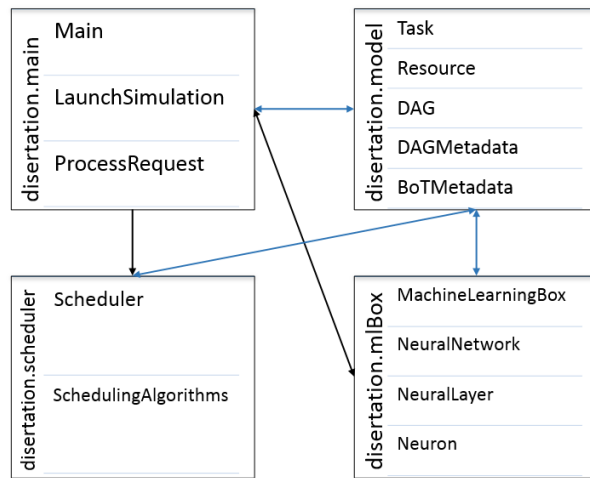 disertation.main
Main
LaunchSimulation
ProcessRequest
disertation.model
Task
Resource
DAG
DAGMetadata
BoTMetadata
disertation.scheduler
Scheduler
SchedulingAlgorithms
disertation.mlBox
MachineLearningBox
NeuralNetwork
NeuralLayer
Neuron